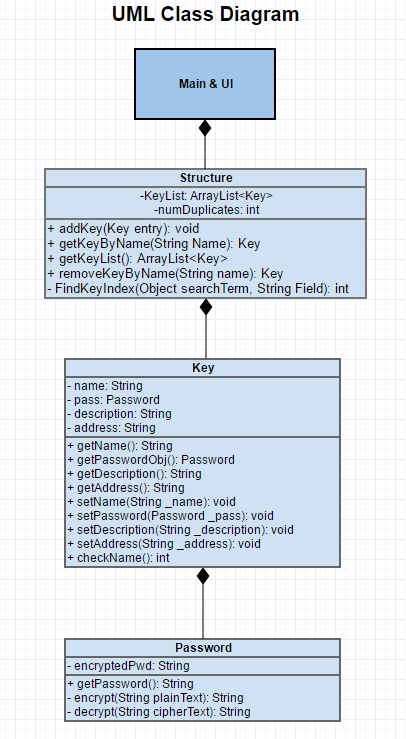 UML Class Diagram
Main & UI
Structure
-KeyList: ArrayList<Key>
-numDuplicates: int
+ addKey(Key entry): void
+ getKeyByName(String Name): Key
+ getKeyList(): ArrayList<Key>
+ removeKeyByName(String name): Key
- FindKeyIndex(Object searchTerm, String Field): int
Key
- name: String
- pass: Password
- description: String
- address: String
+ getName(): String
+ getPasswordObj(): Password
+ getDescription(): String
+ getAddress(): String
+ setName(String _name): void
+ setPassword(Password _pass): void
+ setDescription(String _description): void
+ setAddress(String _address): void
+ checkName(): int
Password
- encryptedPwd: String
+ getPassword(): String
- encrypt(String plainText): String
- decrypt(String cipherText): String